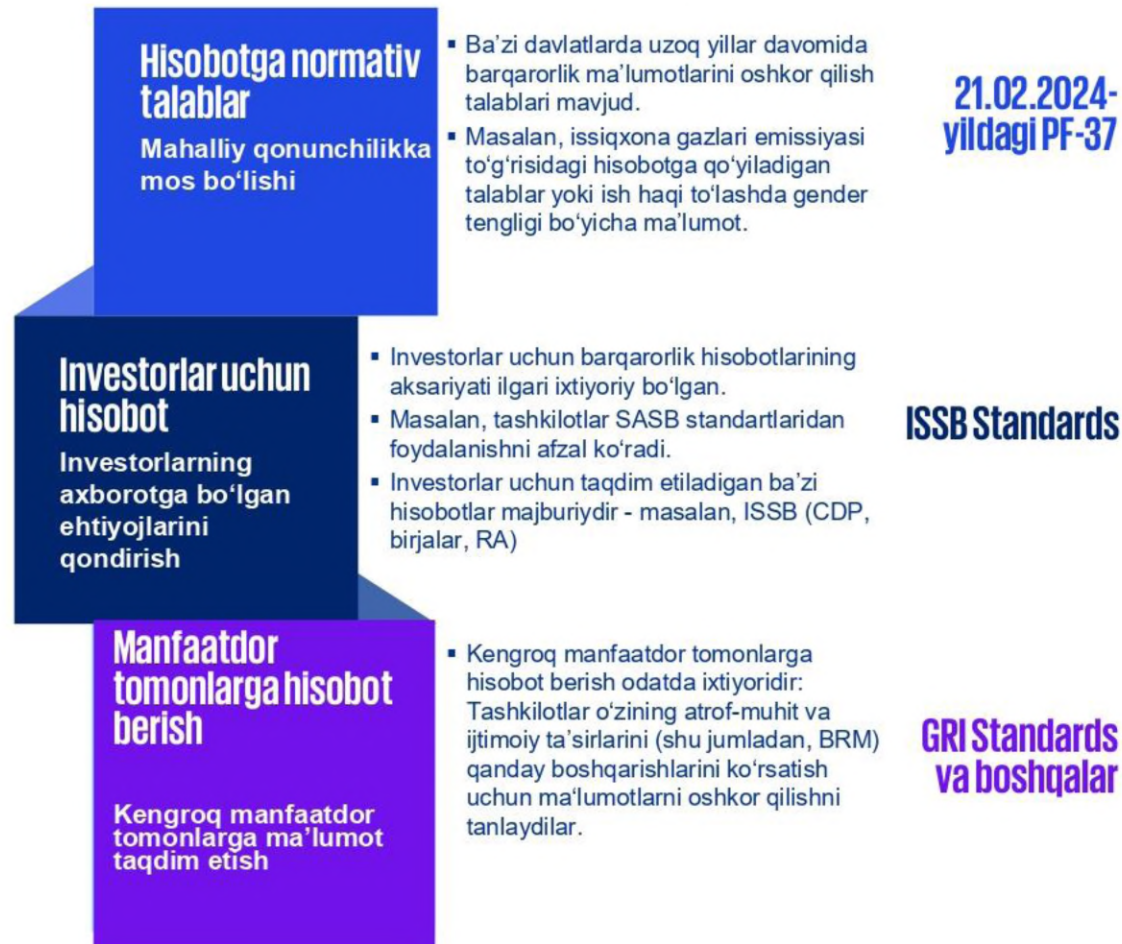 Hisobotga normativ
talablar
Mahalliy qonunchilikka
mos bo‘lishi
▪ Ba’zi davlatlarda uzoq yillar davomida
barqarorlik ma’lumotlarini oshkor qilish
talablari mavjud.
▪ Masalan, issiqxona gazlari emissiyasi
to‘g‘risidagi hisobotga qo‘yiladigan
talablar yoki ish haqi to‘lashda gender
tengligi bo‘yicha ma’lumot.
21.02.2024-
yildagi PF-37
Investorlar uchun
hisobot
Investorlarning
axborotga bo‘lgan
ehtiyojlarini
qondirish
▪ Investorlar uchun barqarorlik hisobotlarining
aksariyati ilgari ixtiyoriy bo‘lgan.
▪ Masalan, tashkilotlar SASB standartlaridan
foydalanishni afzal ko‘radi.
▪ Investorlar uchun taqdim etiladigan ba’zi
hisobotlar majburiydir - masalan, ISSB (CDP,
birjalar, RA)
ISSB Standards
Manfaatdor
tomonlarga hisobot
berish
Kengroq manfaatdor
tomonlarga ma’lumot
taqdim etish
▪ Kengroq manfaatdor tomonlarga
hisobot berish odatda ixtiyoridir:
Tashkilotlar o‘zining atrof-muhit va
ijtimoiy ta’sirlarini (shu jumladan, BRM)
qanday boshqarishlarini ko‘rsatish
uchun ma‘lumotlarni oshkor qilishni
tanlaydilar.
GRI Standards
va boshqalar